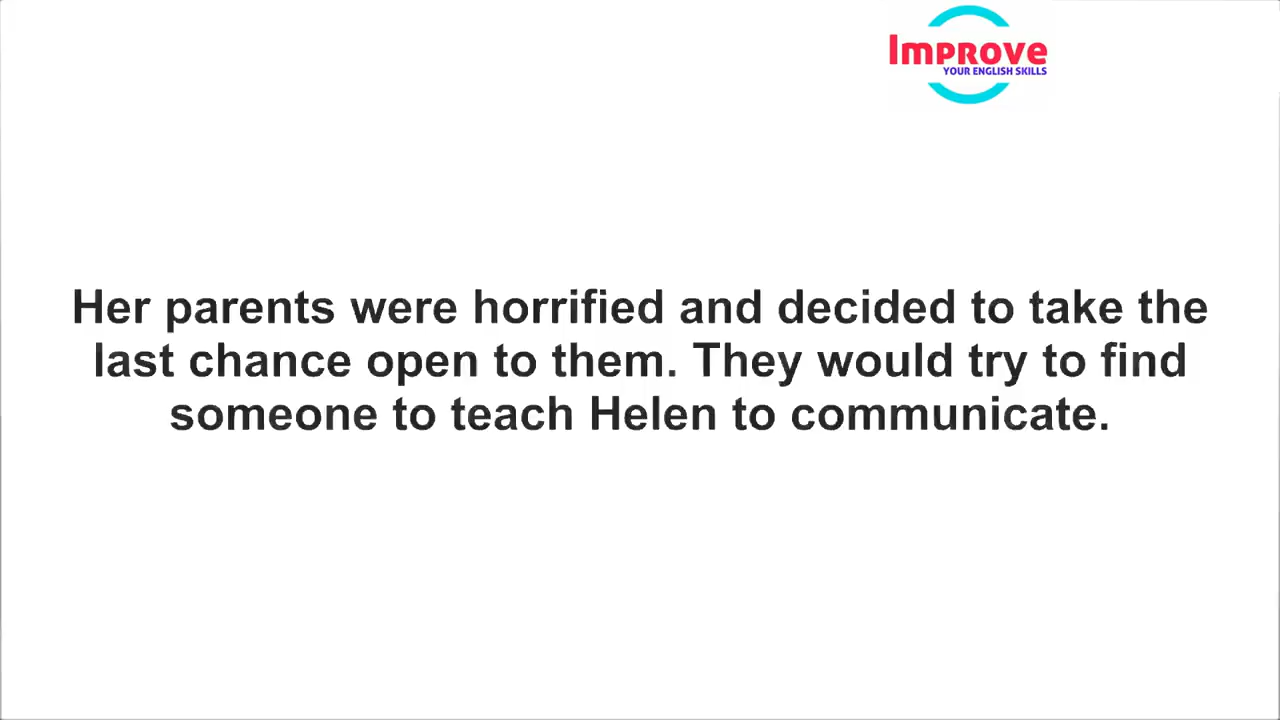 Improve
YOUR ENGLISH SKILLS
Her parents were horrified and decided to take the
last chance open to them. They would try to find
someone to teach Helen to communicate.